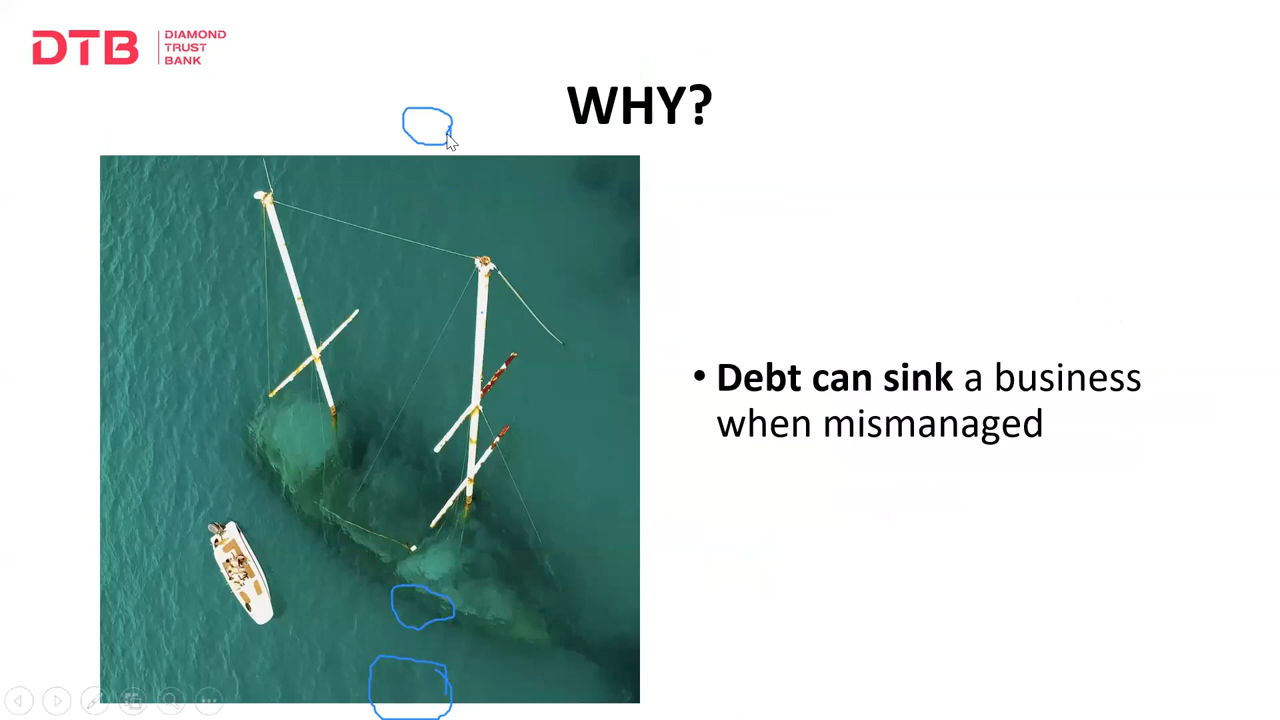 DTB
DIAMOND
TRUST
BANK
WHY?
• Debt can sink a business
when mismanaged